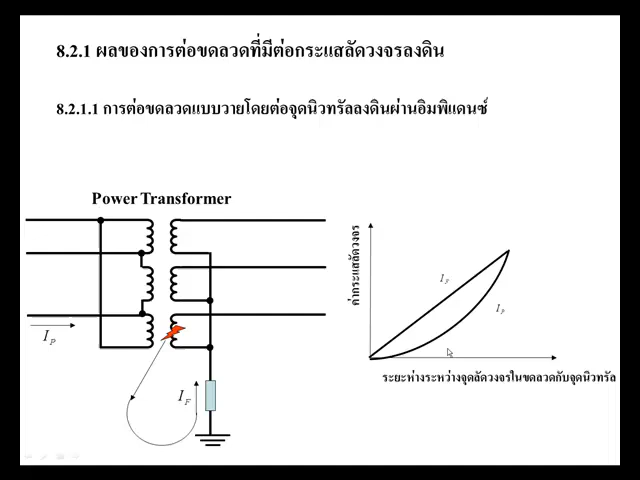 8.2.1 ผลของการต่อขดลวดที่มีต่อกระแสลัดวงจรลงดิน
8.2.1.1 การต่อขดลวดแบบวายโดยต่อจุดนิวทรัลลงดินผ่านอิมพิแดนซ์
Power Transformer
I_P
I_F
ค่ากระแสลัดวงจร
I_F
I_P
ระยะห่างระหว่างจุดลัดวงจรในขดลวดกับจุดนิวทรัล